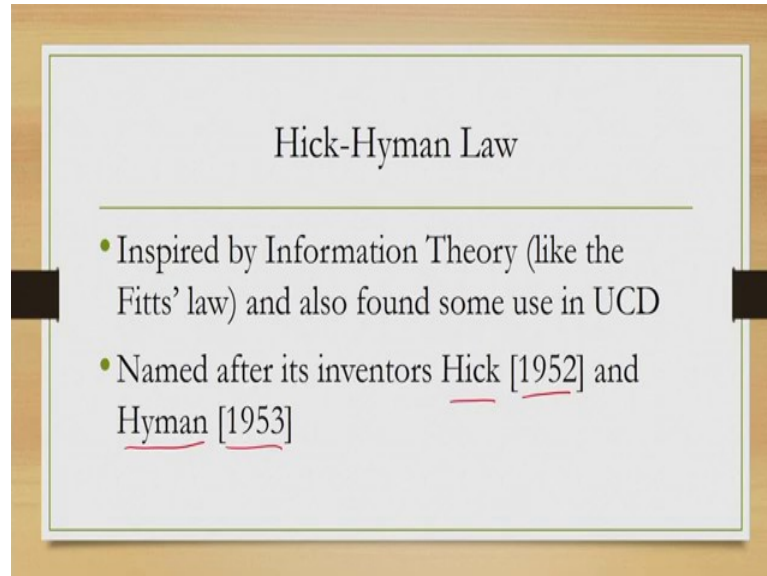 Hick-Hyman Law
• Inspired by Information Theory (like the
Fitts' law) and also found some use in UCD
• Named after its inventors Hick [1952] and
Hyman [1953]